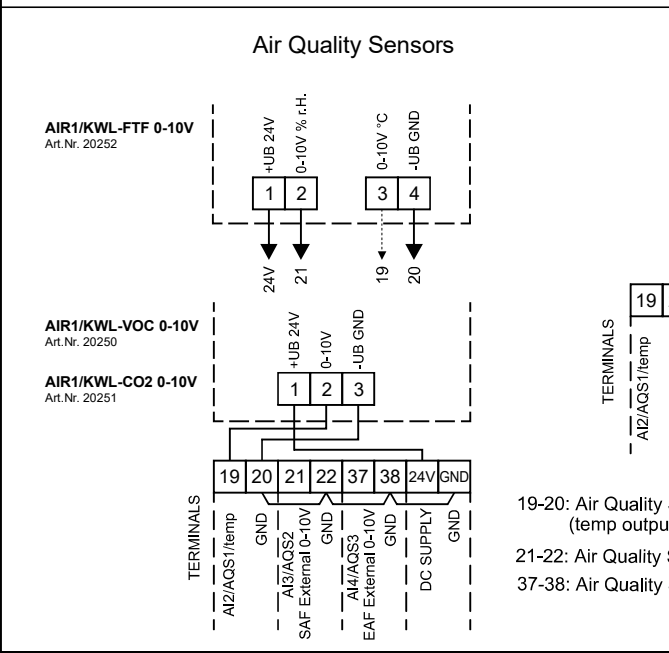 Air Quality Sensors
AIR1/KWL-FTF 0-10V
Art.Nr. 20252
+UB 24V
0-10V % r.H.
0-10V °C
-UB GND
1 2 3 4
24V
21
19
20
AIR1/KWL-VOC 0-10V
Art.Nr. 20250
AIR1/KWL-CO2 0-10V
Art.Nr. 20251
+UB 24V
0-10V
-UB GND
1 2 3
19 20 21 22 37 38 24V GND
TERMINALS
AI2/AQS1/temp
GND
AI3/AQS2
SAF External 0-10V
GND
AI4/AQS3
EAF External 0-10V
GND
DC SUPPLY
GND
19
TERMINALS
AI2/AQS1/temp
19-20: Air Quality
(temp outpu
21-22: Air Quality
37-38: Air Quality